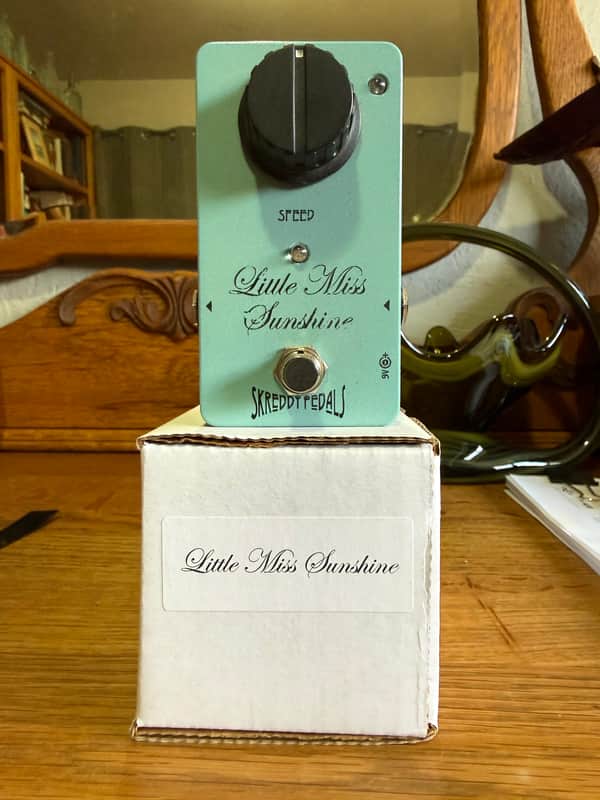 SPEED
Little Miss
Sunshine
9V
SKREDDY PEDALS
Little Miss Sunshine